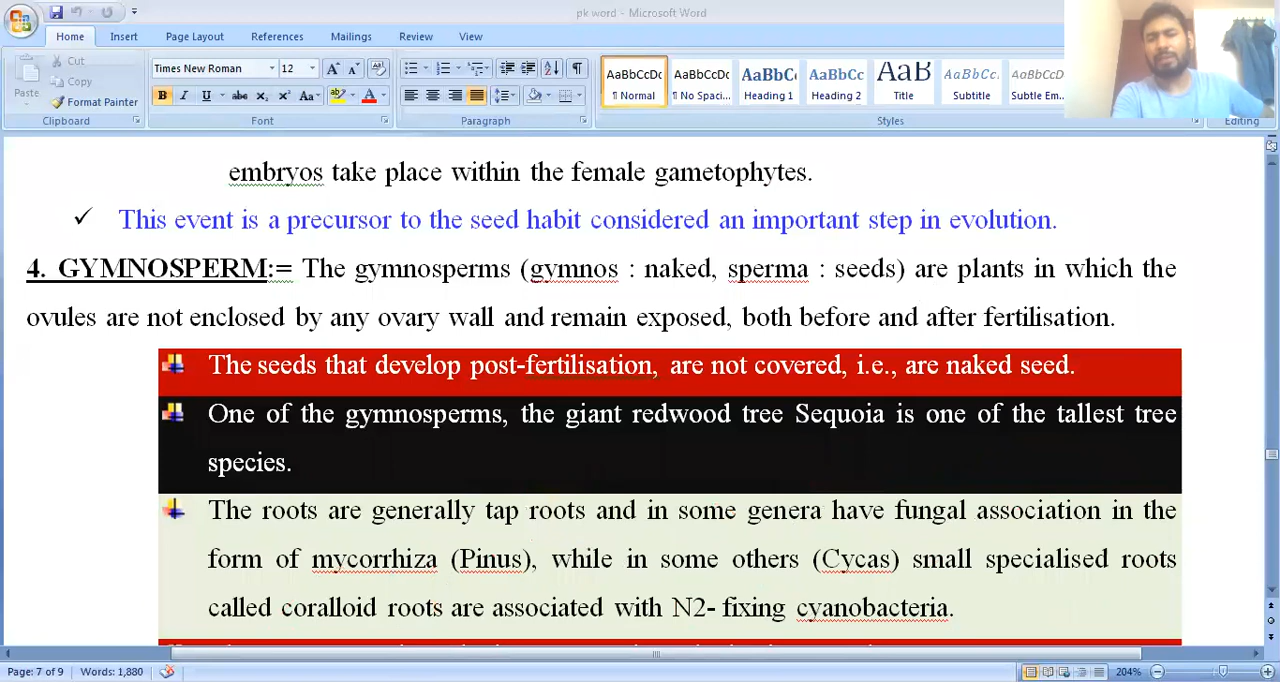 pk word - Microsoft Word
Home Insert Page Layout References Mailings Review View
Cut
Copy
Paste
Format Painter
Times New Roman 12
AaBbCcDc AaBbCcDc AaBbCc AaBbCc AaB AaBbCcL AaBbCcDc
¶ Normal ¶ No Spaci... Heading 1 Heading 2 Title Subtitle Subtle Em...
Clipboard Font Paragraph Styles Editing
embryos take place within the female gametophytes.
✓ This event is a precursor to the seed habit considered an important step in evolution.
4. GYMNOSPERM:= The gymnosperms (gymnos : naked, sperma : seeds) are plants in which the
ovules are not enclosed by any ovary wall and remain exposed, both before and after fertilisation.
The seeds that develop post-fertilisation, are not covered, i.e., are naked seed.
One of the gymnosperms, the giant redwood tree Sequoia is one of the tallest tree
species.
The roots are generally tap roots and in some genera have fungal association in the
form of mycorrhiza (Pinus), while in some others (Cycas) small specialised roots
called coralloid roots are associated with N2- fixing cyanobacteria.
Page: 7 of 9 Words: 1,880 204%